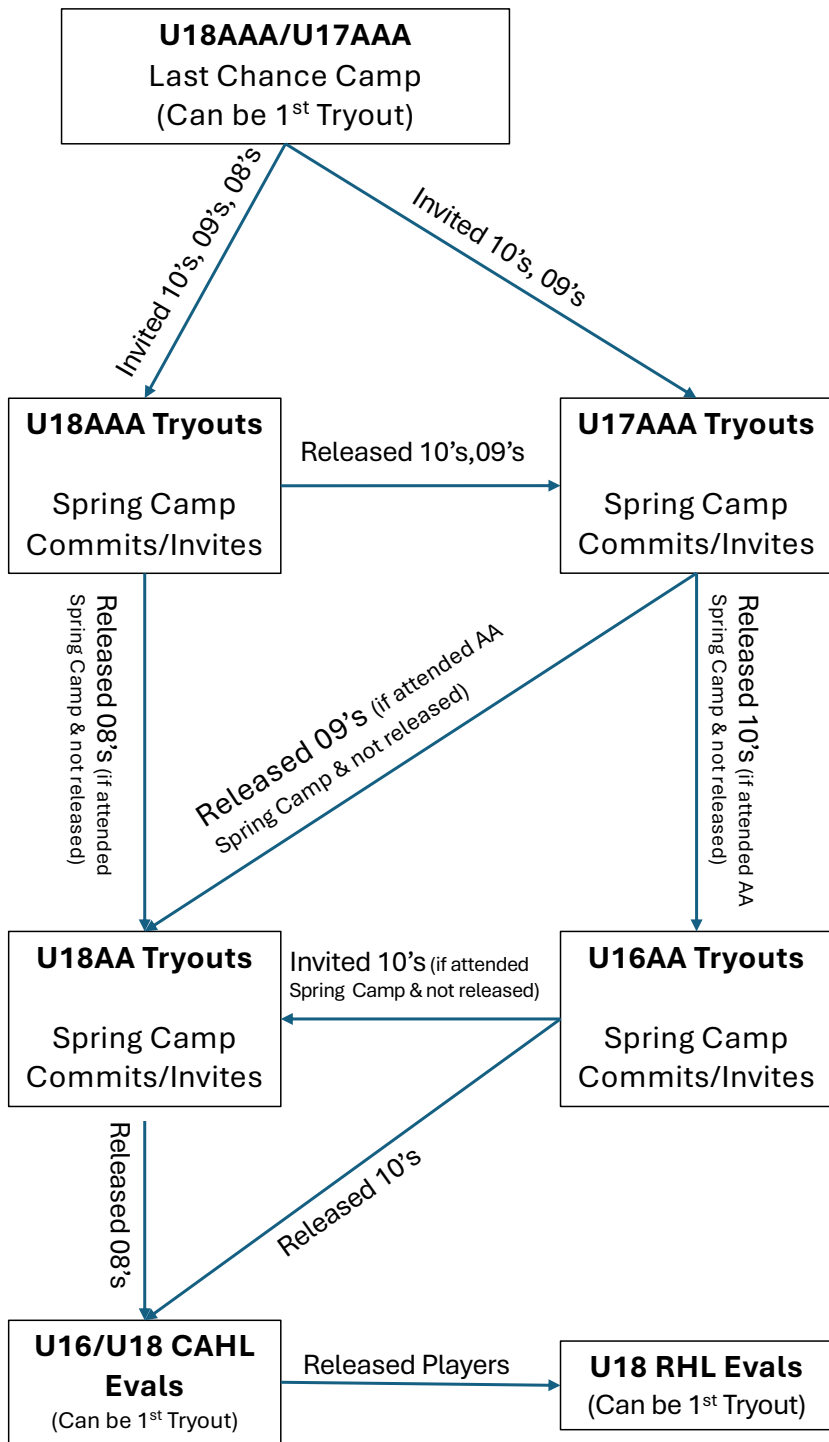 U18AAA/U17AAA
Last Chance Camp
(Can be 1st Tryout)
Invited 10’s, 09’s, 08’s
Invited 10’s, 09’s
U18AAA Tryouts
Spring Camp
Commits/Invites
Released 10’s,09’s
U17AAA Tryouts
Spring Camp
Commits/Invites
Released 08’s (if attended
Spring Camp & not released)
Released 09’s (if attended AA
Spring Camp & not released)
Released 10’s (if attended AA
Spring Camp & not released)
U18AA Tryouts
Spring Camp
Commits/Invites
Invited 10’s (if attended
Spring Camp & not released)
U16AA Tryouts
Spring Camp
Commits/Invites
Released 08’s
Released 10’s
U16/U18 CAHL
Evals
(Can be 1st Tryout)
Released Players
U18 RHL Evals
(Can be 1st Tryout)